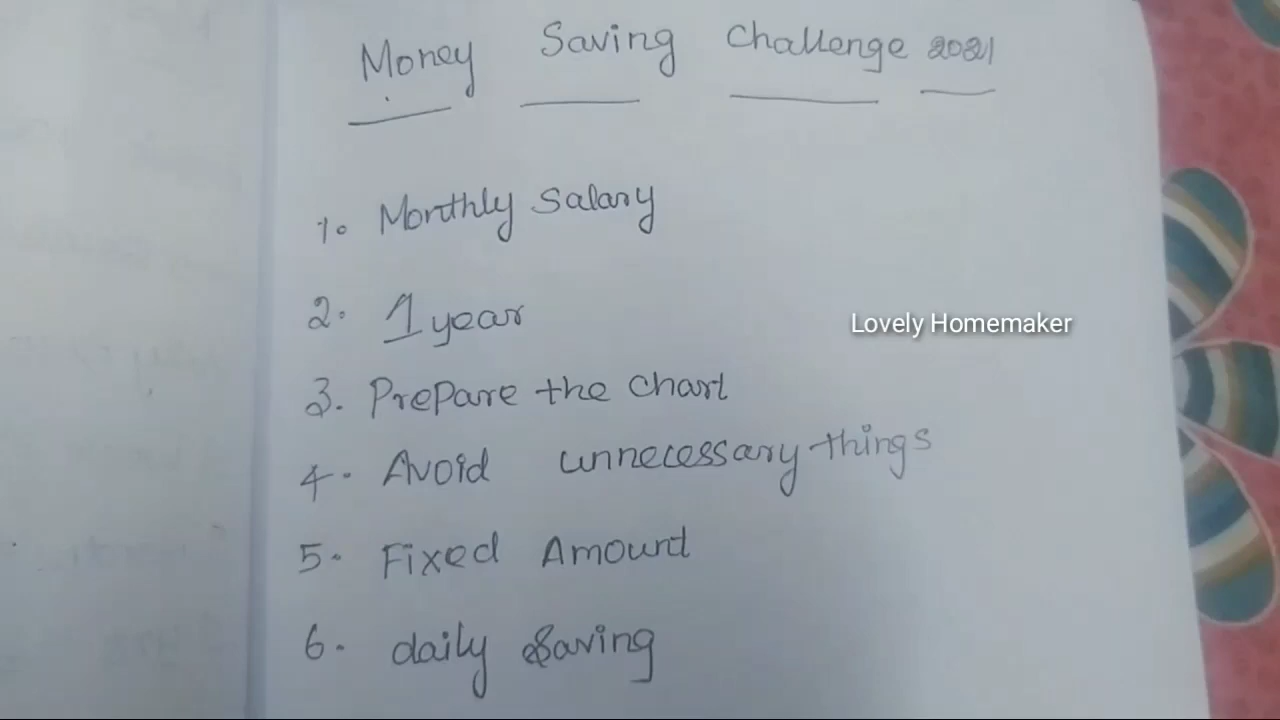 Money Saving Challenge 2021
1. Monthly Salary
2. 1 year
Lovely Homemaker
3. Prepare the chart
4. Avoid unnecessary things
5. Fixed Amount
6. daily Saving